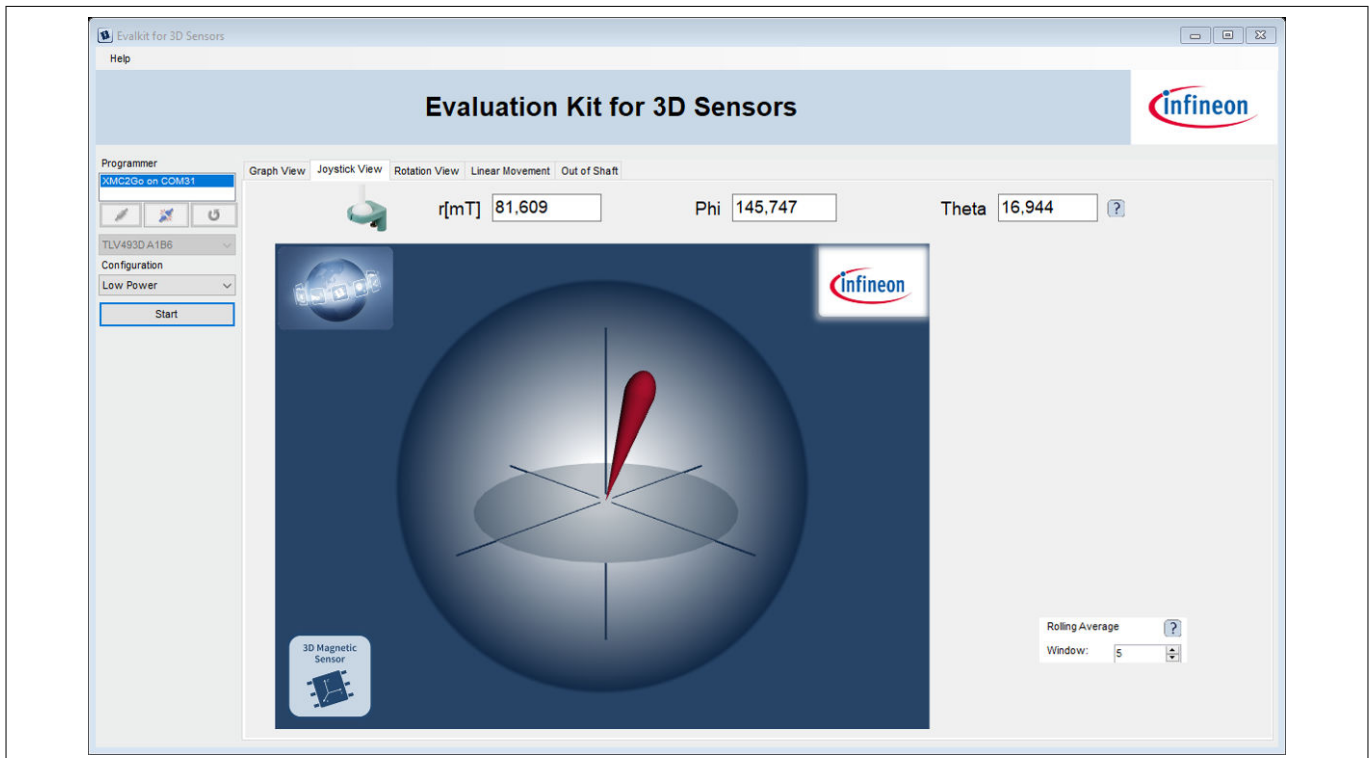 Evalkit for 3D Sensors
Help
Evaluation Kit for 3D Sensors
infineon
Programmer
XMC2Go on COM31
TLV493D A1B6
Configuration
Low Power
Start
Graph View Joystick View Rotation View Linear Movement Out of Shaft
r[mT] 81,609 Phi 145,747 Theta 16,944 ?
infineon
3D Magnetic
Sensor
Rolling Average ?
Window: 5